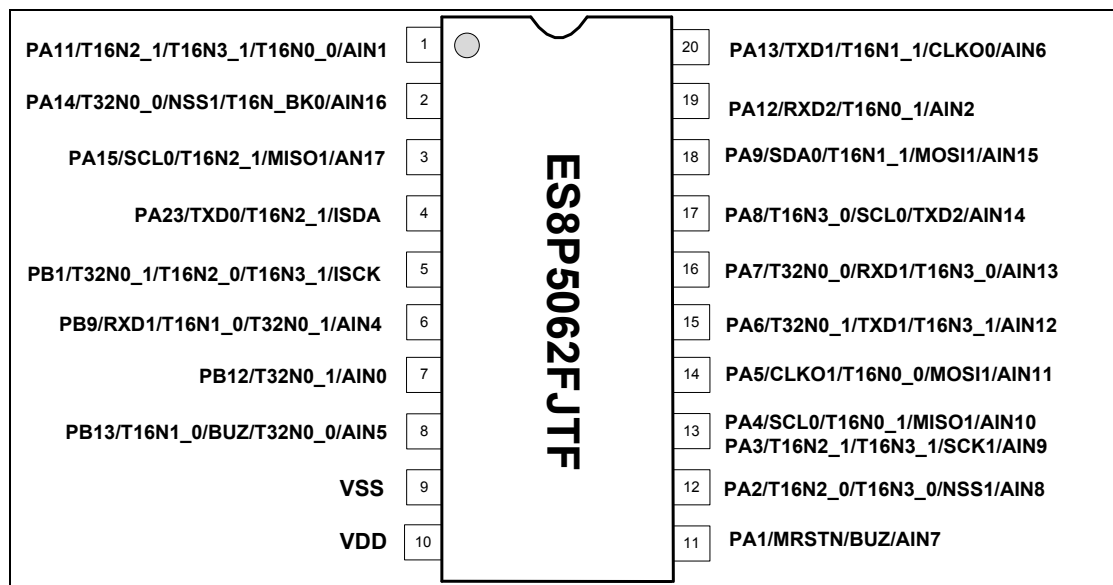 PA11/T16N2_1/T16N3_1/T16N0_0/AIN1 1
PA14/T32N0_0/NSS1/T16N_BK0/AIN16 2
PA15/SCL0/T16N2_1/MISO1/AN17 3
PA23/TXD0/T16N2_1/ISDA 4
PB1/T32N0_1/T16N2_0/T16N3_1/ISCK 5
PB9/RXD1/T16N1_0/T32N0_1/AIN4 6
PB12/T32N0_1/AIN0 7
PB13/T16N1_0/BUZ/T32N0_0/AIN5 8
VSS 9
VDD 10
ES8P5062FJTF
20 PA13/TXD1/T16N1_1/CLKO0/AIN6
19 PA12/RXD2/T16N0_1/AIN2
18 PA9/SDA0/T16N1_1/MOSI1/AIN15
17 PA8/T16N3_0/SCL0/TXD2/AIN14
16 PA7/T32N0_0/RXD1/T16N3_0/AIN13
15 PA6/T32N0_1/TXD1/T16N3_1/AIN12
14 PA5/CLKO1/T16N0_0/MOSI1/AIN11
13 PA4/SCL0/T16N0_1/MISO1/AIN10
PA3/T16N2_1/T16N3_1/SCK1/AIN9
12 PA2/T16N2_0/T16N3_0/NSS1/AIN8
11 PA1/MRSTN/BUZ/AIN7